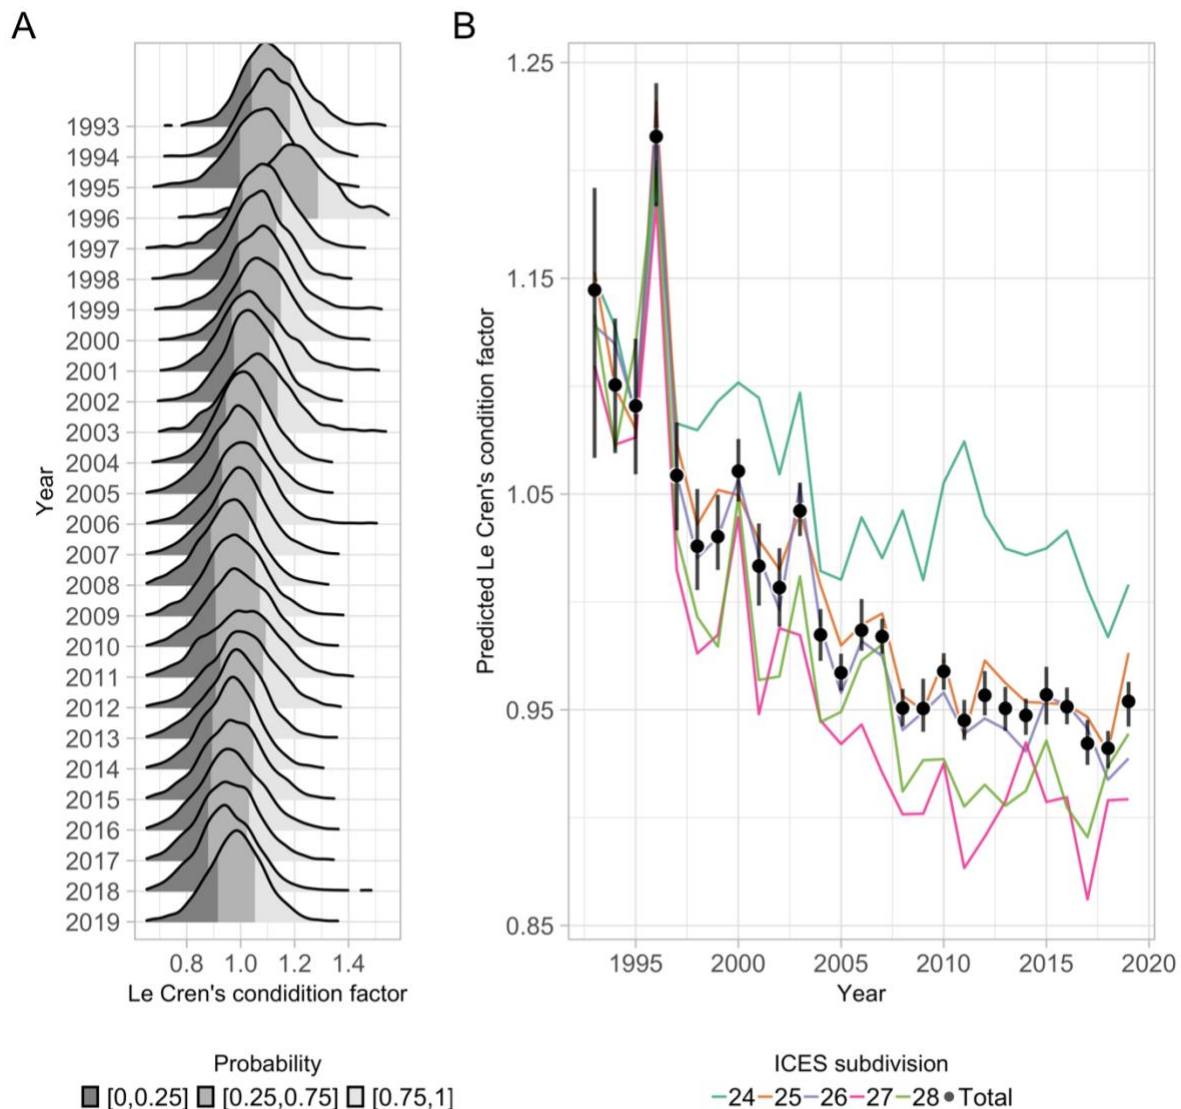 A
B
1993
1994
1995
1996
1997
1998
1999
2000
2001
2002
2003
2004
2005
2006
2007
2008
2009
2010
2011
2012
2013
2014
2015
2016
2017
2018
2019
Year
0.8 1.0 1.2 1.4
Le Cren's condidition factor
Probability
[0,0.25] [0.25,0.75] [0.75,1]
1.25
1.15
1.05
0.95
0.85
Predicted Le Cren's condition factor
1995 2000 2005 2010 2015 2020
Year
ICES subdivision
24 25 26 27 28 Total